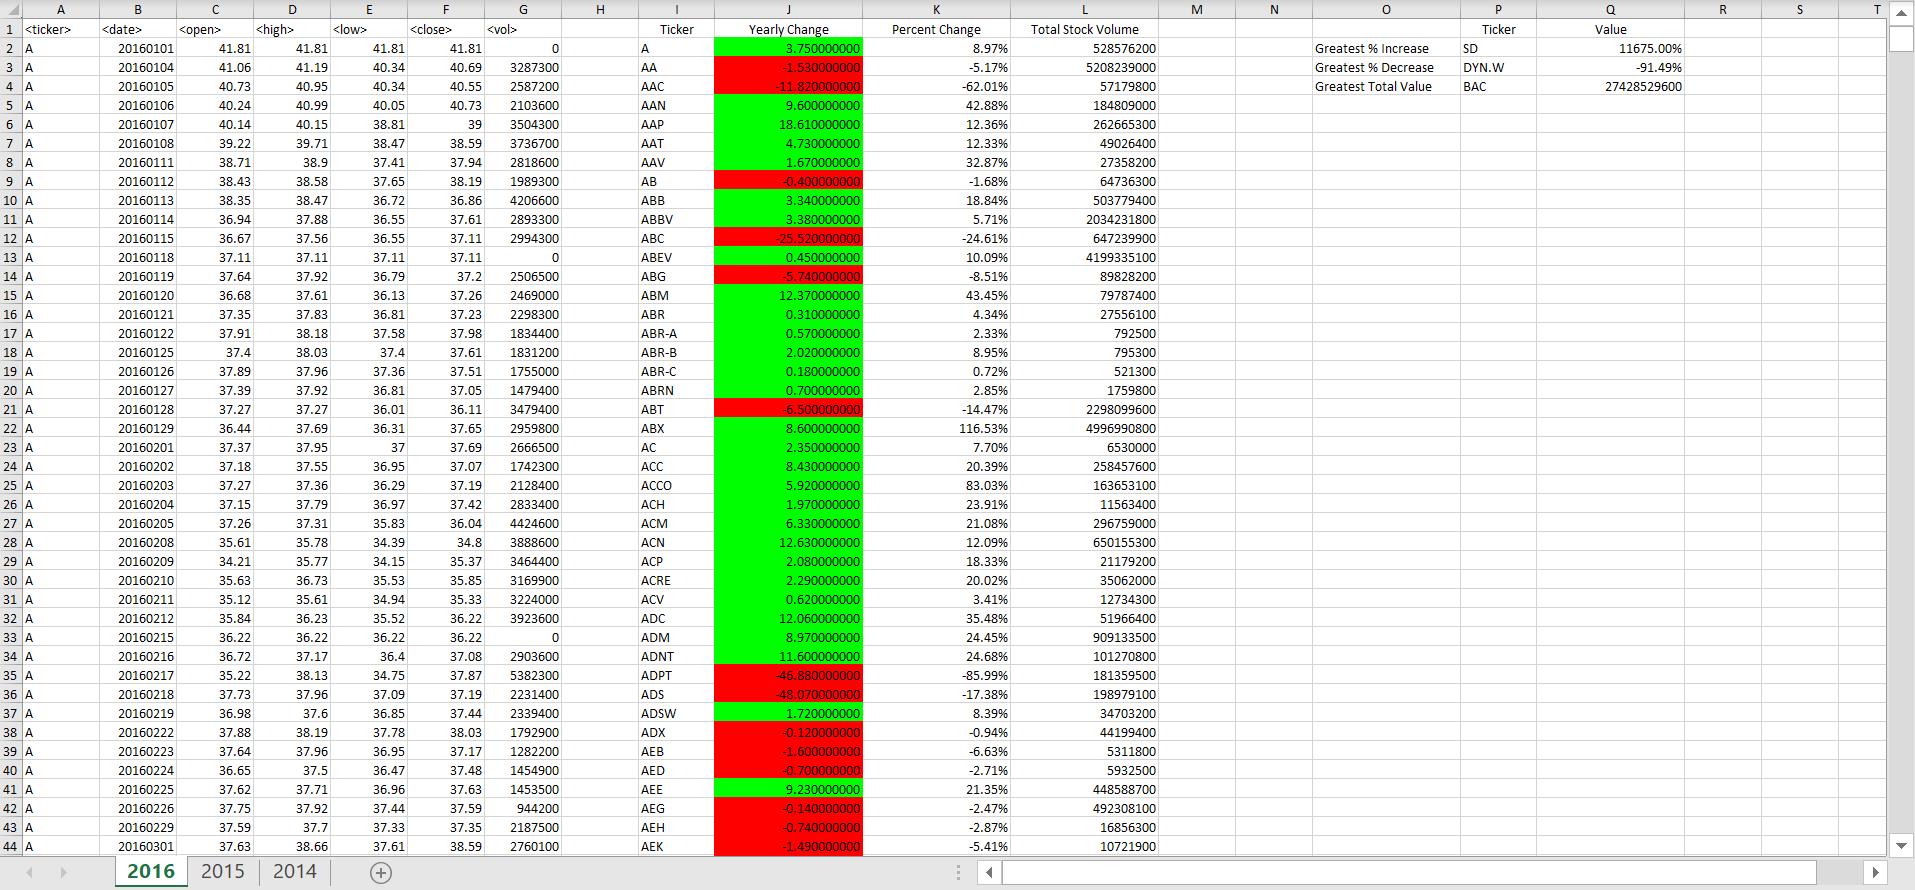 A B C D E F G H I J K L M N O P Q R S T
1 <ticker> <date> <open> <high> <low> <close> <vol> Ticker Yearly Change Percent Change Total Stock Volume Ticker Value
2 A 20160101 41.81 41.81 41.81 41.81 0 A 3.750000000 8.97% 528576200 Greatest % Increase SD 11675.00%
3 A 20160104 41.06 41.19 40.34 40.69 3287300 AA -1.530000000 -5.17% 5208239000 Greatest % Decrease DYN.W -91.49%
4 A 20160105 40.73 40.95 40.34 40.55 2587200 AAC -11.820000000 -62.01% 57179800 Greatest Total Value BAC 27428529600
5 A 20160106 40.24 40.99 40.05 40.73 2103600 AAN 9.600000000 42.88% 184809000
6 A 20160107 40.14 40.15 38.81 39 3504300 AAP 18.610000000 12.36% 262665300
7 A 20160108 39.22 39.71 38.47 38.59 3736700 AAT 4.730000000 12.33% 49026400
8 A 20160111 38.71 38.9 37.41 37.94 2818600 AAV 1.670000000 32.87% 27358200
9 A 20160112 38.43 38.58 37.65 38.19 1989300 AB -0.400000000 -1.68% 64736300
10 A 20160113 38.35 38.47 36.72 36.86 4206600 ABB 3.340000000 18.84% 503779400
11 A 20160114 36.94 37.88 36.55 37.61 2893300 ABBV 3.380000000 5.71% 2034231800
12 A 20160115 36.67 37.56 36.55 37.11 2994300 ABC -25.520000000 -24.61% 647239900
13 A 20160118 37.11 37.11 37.11 37.11 0 ABEV 0.450000000 10.09% 4199335100
14 A 20160119 37.64 37.92 36.79 37.2 2506500 ABG -5.740000000 -8.51% 89828200
15 A 20160120 36.68 37.61 36.13 37.26 2469000 ABM 12.370000000 43.45% 79787400
16 A 20160121 37.35 37.83 36.81 37.23 2298300 ABR 0.310000000 4.34% 27556100
17 A 20160122 37.91 38.18 37.58 37.98 1834400 ABR-A 0.570000000 2.33% 792500
18 A 20160125 37.4 38.03 37.4 37.61 1831200 ABR-B 2.020000000 8.95% 795300
19 A 20160126 37.89 37.96 37.36 37.51 1755000 ABR-C 0.180000000 0.72% 521300
20 A 20160127 37.39 37.92 36.81 37.05 1479400 ABRN 0.700000000 2.85% 1759800
21 A 20160128 37.27 37.27 36.01 36.11 3479400 ABT -6.500000000 -14.47% 2298099600
22 A 20160129 36.44 37.69 36.31 37.65 2959800 ABX 8.600000000 116.53% 4996990800
23 A 20160201 37.37 37.95 37 37.69 2666500 AC 2.350000000 7.70% 6530000
24 A 20160202 37.18 37.55 36.95 37.07 1742300 ACC 8.430000000 20.39% 258457600
25 A 20160203 37.27 37.36 36.29 37.19 2128400 ACCO 5.920000000 83.03% 163653100
26 A 20160204 37.15 37.79 36.97 37.42 2833400 ACH 1.970000000 23.91% 11563400
27 A 20160205 37.26 37.31 35.83 36.04 4424600 ACM 6.330000000 21.08% 296759000
28 A 20160208 35.61 35.78 34.39 34.8 3888600 ACN 12.630000000 12.09% 650155300
29 A 20160209 34.21 35.77 34.15 35.37 3464400 ACP 2.080000000 18.33% 21179200
30 A 20160210 35.63 36.73 35.53 35.85 3169900 ACRE 2.290000000 20.02% 35062000
31 A 20160211 35.12 35.61 34.94 35.33 3224000 ACV 0.620000000 3.41% 12734300
32 A 20160212 35.84 36.23 35.52 36.22 3923600 ADC 12.060000000 35.48% 51966400
33 A 20160215 36.22 36.22 36.22 36.22 0 ADM 8.970000000 24.45% 909133500
34 A 20160216 36.72 37.17 36.4 37.08 2903600 ADNT 11.600000000 24.68% 101270800
35 A 20160217 35.22 38.13 34.75 37.87 5382300 ADPT -46.880000000 -85.99% 181359500
36 A 20160218 37.73 37.96 37.09 37.19 2231400 ADS -48.070000000 -17.38% 198979100
37 A 20160219 36.98 37.6 36.85 37.44 2339400 ADSW 1.720000000 8.39% 34703200
38 A 20160222 37.88 38.19 37.78 38.03 1792900 ADX -0.120000000 -0.94% 44199400
39 A 20160223 37.64 37.96 36.95 37.17 1282200 AEB -1.600000000 -6.63% 5311800
40 A 20160224 36.65 37.5 36.47 37.48 1454900 AED -0.700000000 -2.71% 5932500
41 A 20160225 37.62 37.71 36.96 37.63 1453500 AEE 9.230000000 21.35% 448588700
42 A 20160226 37.75 37.92 37.44 37.59 944200 AEG -0.140000000 -2.47% 492308100
43 A 20160229 37.59 37.7 37.33 37.35 2187500 AEH -0.740000000 -2.87% 16856300
44 A 20160301 37.63 38.66 37.61 38.59 2760100 AEK -1.490000000 -5.41% 10721900
2016 2015 2014